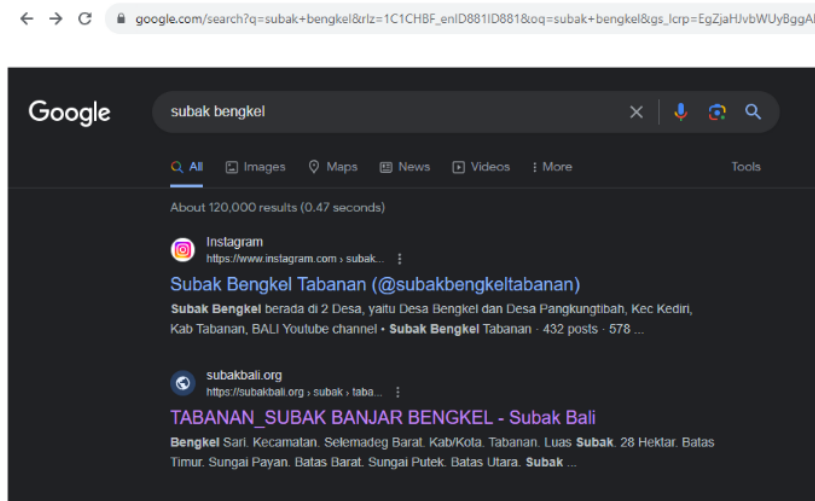 google.com/search?q=subak+bengkel&rlz=1C1CHBF_enID881ID881&oq=subak+bengkel&gs_lcrp=EgZjaHJvbWUyBggA
Google
subak bengkel
All Images Maps News Videos More Tools
About 120,000 results (0.47 seconds)
Instagram
https://www.instagram.com › subak...
Subak Bengkel Tabanan (@subakbengkeltabanan)
Subak Bengkel berada di 2 Desa, yaitu Desa Bengkel dan Desa Pangkungtibah, Kec Kediri,
Kab Tabanan, BALI Youtube channel • Subak Bengkel Tabanan · 432 posts · 578 ...
subakbali.org
https://subakbali.org › subak › taba...
TABANAN_SUBAK BANJAR BENGKEL - Subak Bali
Bengkel Sari. Kecamatan. Selemadeg Barat. Kab/Kota. Tabanan. Luas Subak. 28 Hektar. Batas
Timur. Sungai Payan. Batas Barat. Sungai Putek. Batas Utara. Subak ...